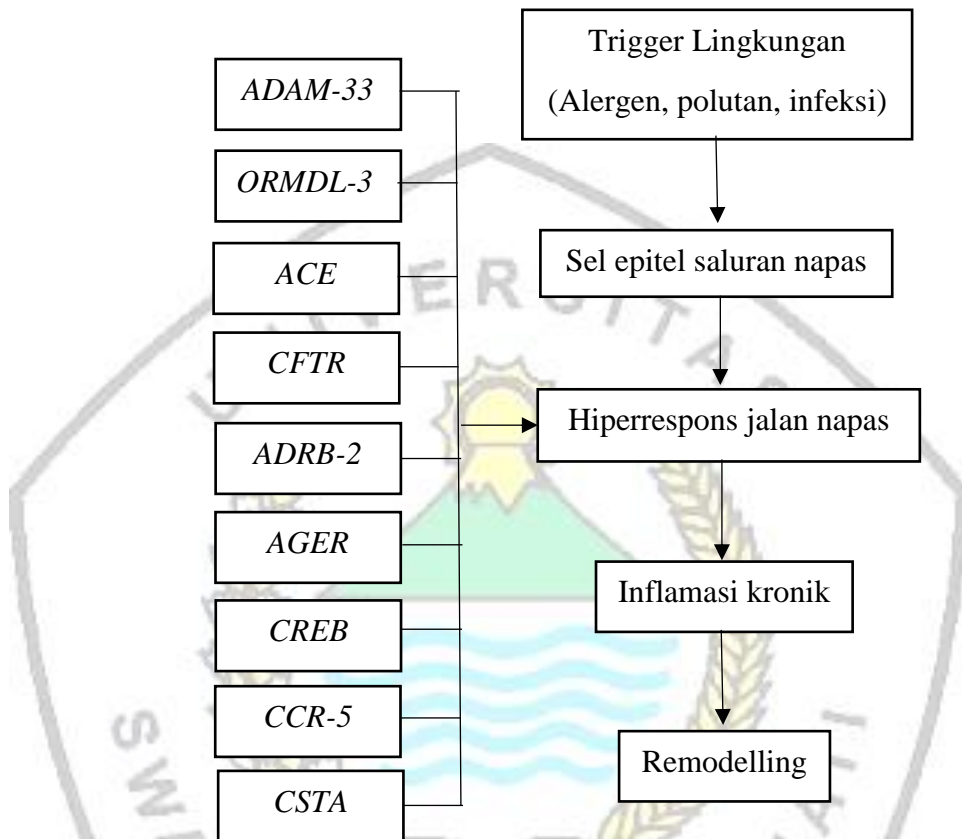 Trigger Lingkungan
(Alergen, polutan, infeksi)
ADAM-33
ORMDL-3
ACE
CFTR
ADRB-2
AGER
CREB
CCR-5
CSTA
Sel epitel saluran napas
Hiperrespons jalan napas
Inflamasi kronik
Remodelling